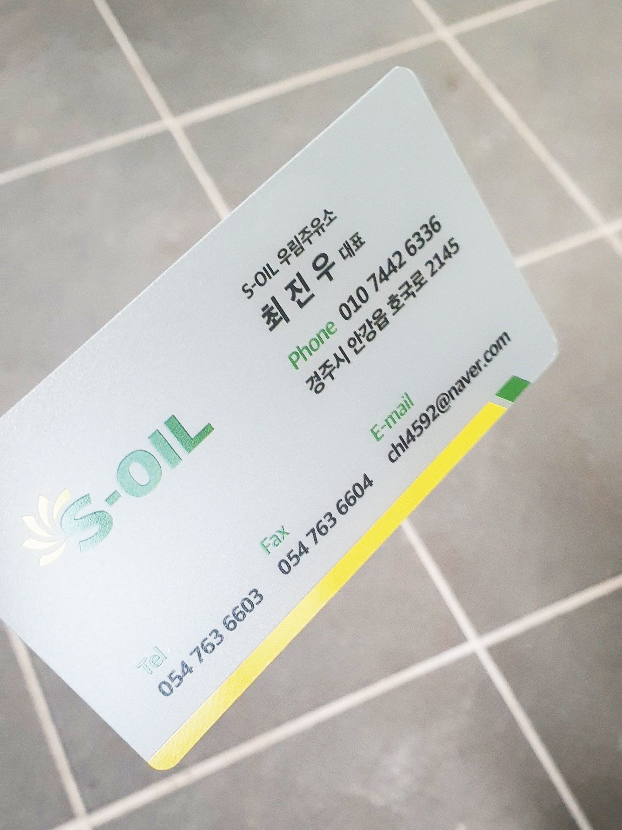 S-OIL
S-OIL 우림주유소
최진우 대표
Phone 010 7442 6336
경주시 안강읍 호국로 2145
Tel
054 763 6603
Fax
054 763 6604
E-mail
chl4592@naver.com